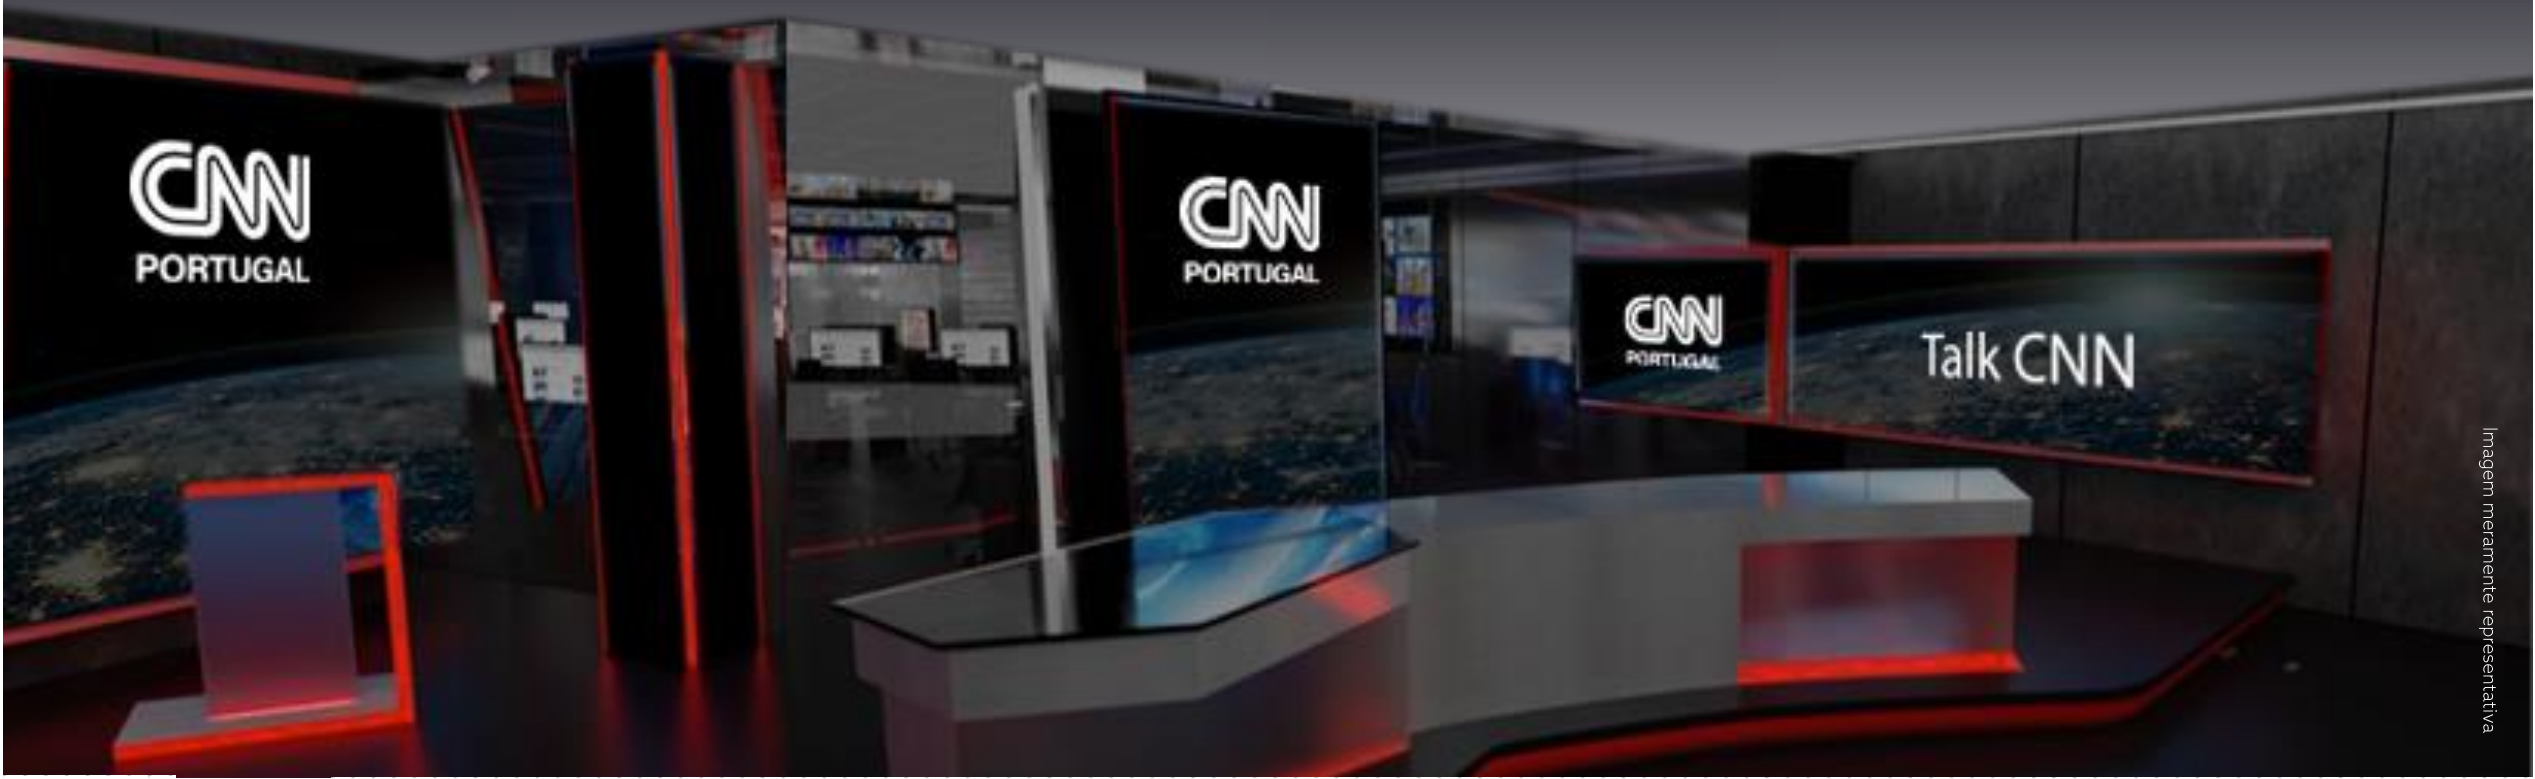 CNN
PORTUGAL
CNN
PORTUGAL
CNN
PORTUGAL
Talk CNN
Imagem meramente representativa